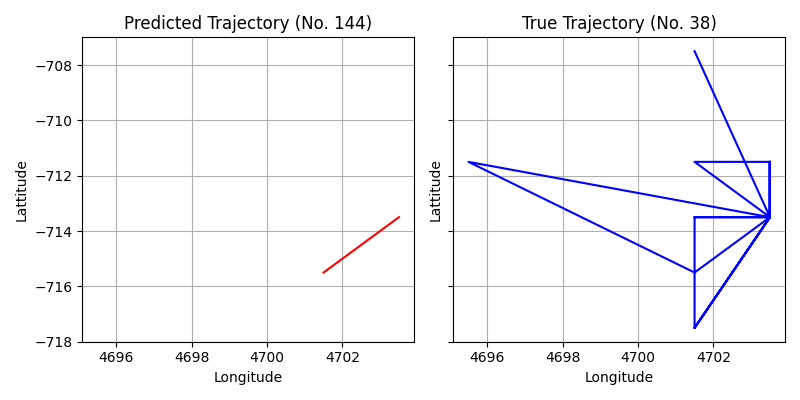 Predicted Trajectory (No. 144)
True Trajectory (No. 38)
−708
−710
−712
−714
−716
−718
Lattitude
Lattitude
4696
4698
4700
4702
4696
4698
4700
4702
Longitude
Longitude